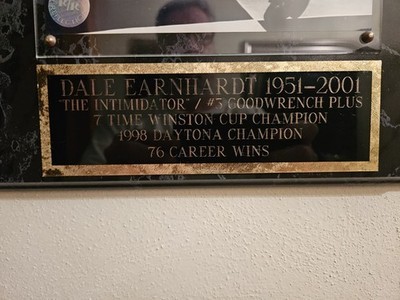 DALE EARNHARDT 1951-2001
"THE INTIMIDATOR" / #3 GOODWRENCH PLUS
7 TIME WINSTON CUP CHAMPION
1998 DAYTONA CHAMPION
76 CAREER WINS